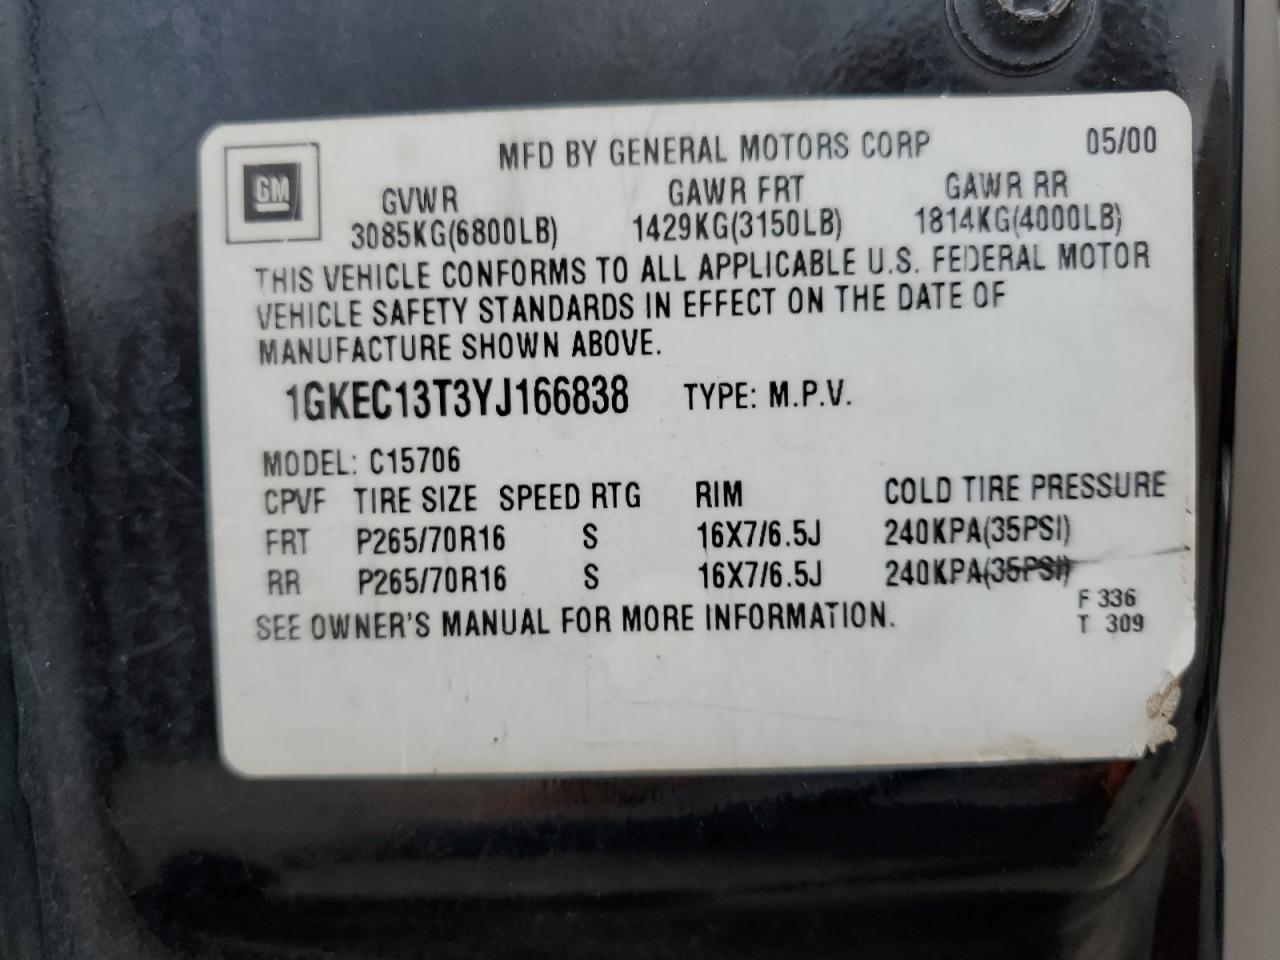 MFD BY GENERAL MOTORS CORP 05/00
GM
GVWR GAWR FRT GAWR RR
3085KG(6800LB) 1429KG(3150LB) 1814KG(4000LB)
THIS VEHICLE CONFORMS TO ALL APPLICABLE U.S. FEDERAL MOTOR
VEHICLE SAFETY STANDARDS IN EFFECT ON THE DATE OF
MANUFACTURE SHOWN ABOVE.
1GKEC13T3YJ166838 TYPE: M.P.V.
MODEL: C15706
CPVF TIRE SIZE SPEED RTG RIM COLD TIRE PRESSURE
FRT P265/70R16 S 16X7/6.5J 240KPA(35PSI)
RR P265/70R16 S 16X7/6.5J 240KPA(35PSI)
SEE OWNER'S MANUAL FOR MORE INFORMATION.
F 336
T 309